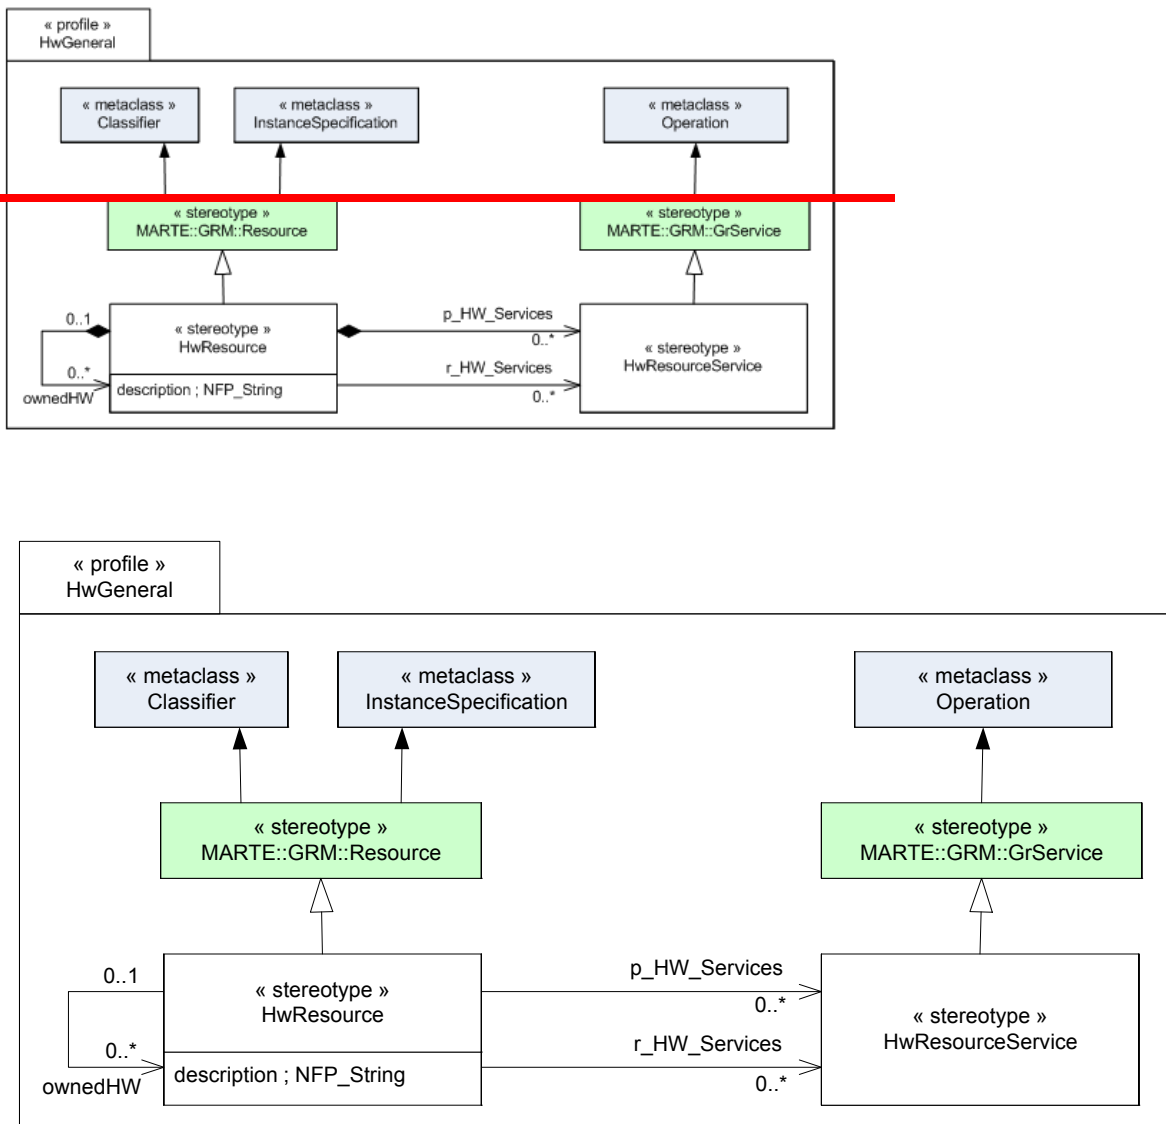 « profile »
HwGeneral
« metaclass »
Classifier
« metaclass »
InstanceSpecification
« metaclass »
Operation
« stereotype »
MARTE::GRM::Resource
« stereotype »
MARTE::GRM::GrService
0..1
0..*
ownedHW
« stereotype »
HwResource
description ; NFP_String
p_HW_Services
0..*
r_HW_Services
0..*
« stereotype »
HwResourceService
« profile »
HwGeneral
« metaclass »
Classifier
« metaclass »
InstanceSpecification
« metaclass »
Operation
« stereotype »
MARTE::GRM::Resource
« stereotype »
MARTE::GRM::GrService
0..1
0..*
ownedHW
« stereotype »
HwResource
description ; NFP_String
p_HW_Services
0..*
r_HW_Services
0..*
« stereotype »
HwResourceService